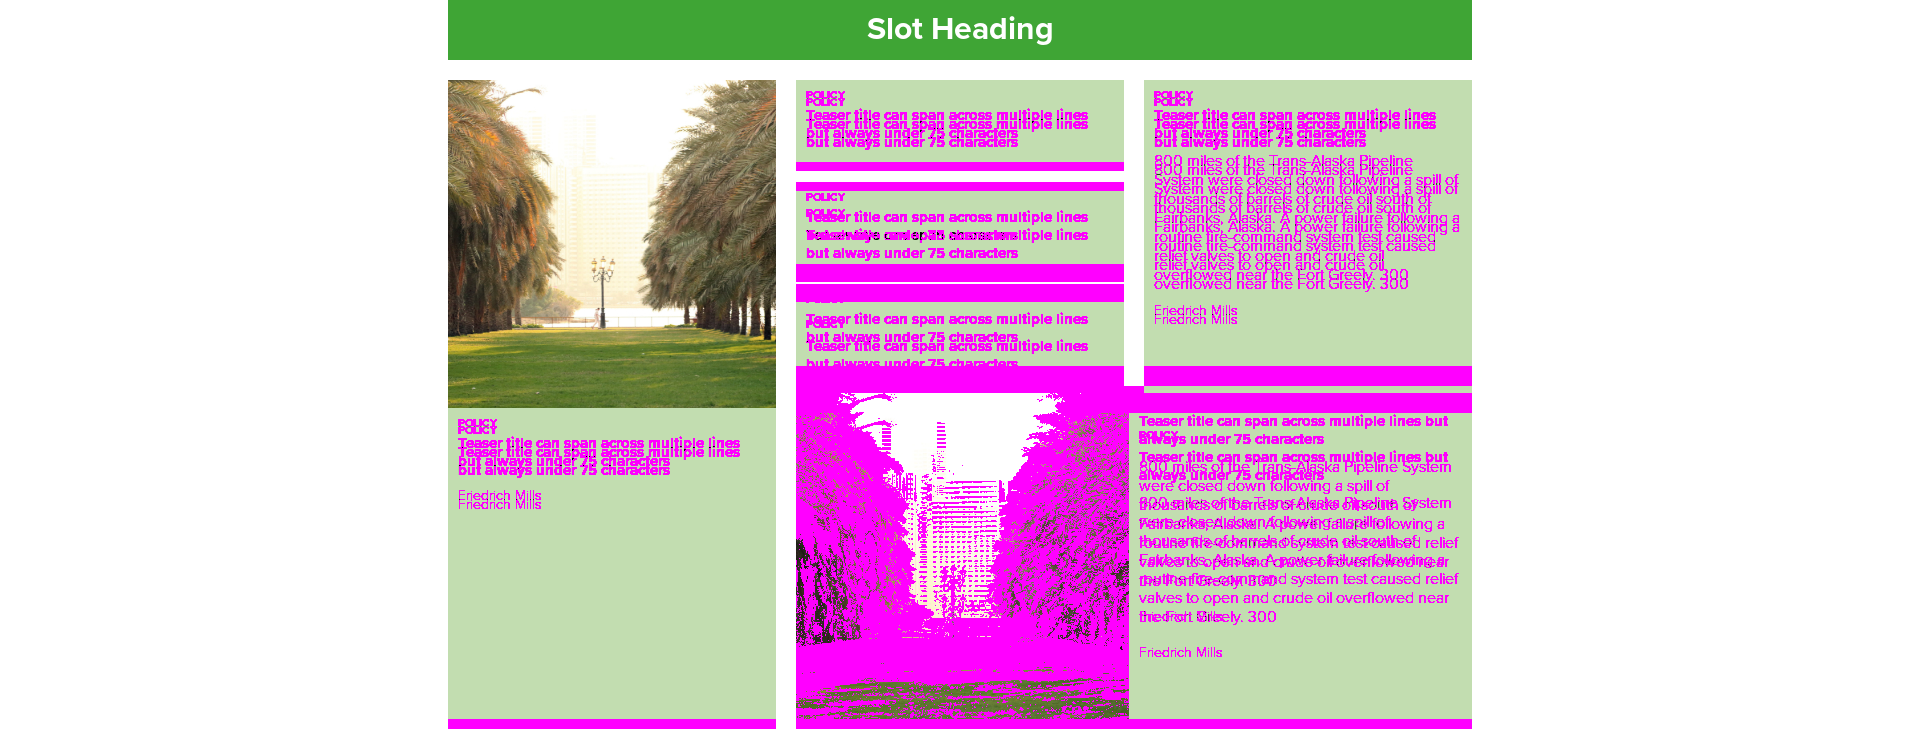 Slot Heading
POLICY
POLICY
Teaser title can span across multiple lines
Teaser title can span across multiple lines
but always under 75 characters
but always under 75 characters
Friedrich Mills
Friedrich Mills
POLICY
POLICY
Teaser title can span across multiple lines
Teaser title can span across multiple lines
but always under 75 characters
but always under 75 characters
POLICY
POLICY
Teaser title can span across multiple lines
Teaser title can span across multiple lines
but always under 75 characters
but always under 75 characters
Teaser title can span across multiple lines
POLICY
but always under 75 characters
Teaser title can span across multiple lines
but always under 75 characters
POLICY
POLICY
Teaser title can span across multiple lines
Teaser title can span across multiple lines
but always under 75 characters
but always under 75 characters
800 miles of the Trans-Alaska Pipeline
800 miles of the Trans-Alaska Pipeline
System were closed down following a spill of
System were closed down following a spill of
thousands of barrels of crude oil south of
thousands of barrels of crude oil south of
Fairbanks, Alaska. A power failure following a
Fairbanks, Alaska. A power failure following a
routine fire-command system test caused
routine fire-command system test caused
relief valves to open and crude oil
relief valves to open and crude oil
overflowed near the Fort Greely. 300
overflowed near the Fort Greely. 300
Friedrich Mills
Friedrich Mills
Teaser title can span across multiple lines but
POLICY
always under 75 characters
Teaser title can span across multiple lines but
800 miles of the Trans-Alaska Pipeline System
always under 75 characters
were closed down following a spill of
800 miles of the Trans-Alaska Pipeline System
thousands of barrels of crude oil south of
were closed down following a spill of
Fairbanks, Alaska. A power failure following a
thousands of barrels of crude oil south of
routine fire-command system test caused relief
Fairbanks, Alaska. A power failure following a
valves to open and crude oil overflowed near
routine fire-command system test caused relief
the Fort Greely. 300
valves to open and crude oil overflowed near
the Fort Greely. 300
Friedrich Mills
Friedrich Mills